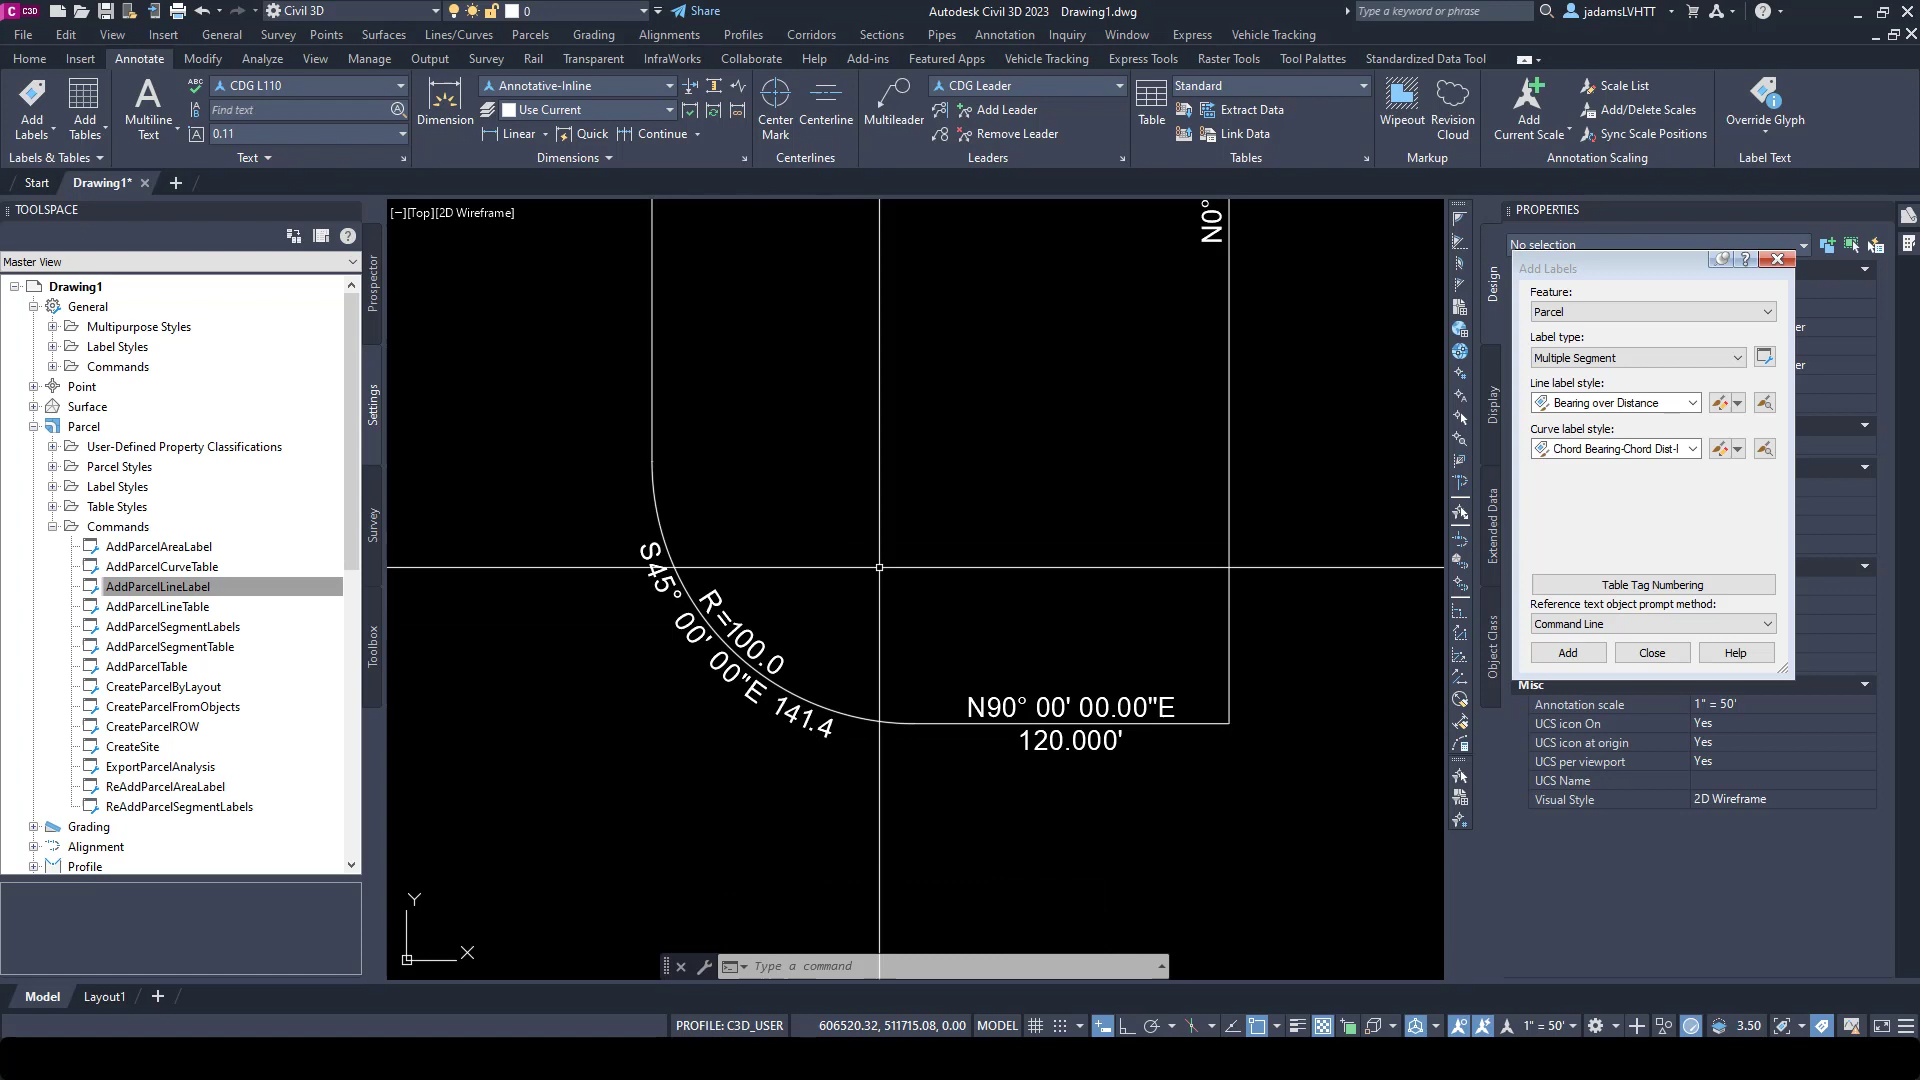 C C3D Civil 3D 0 Share Autodesk Civil 3D 2023 Drawing1.dwg Type a keyword or phrase jadamsLVHTT
File Edit View Insert General Survey Points Surfaces Lines/Curves Parcels Grading Alignments Profiles Corridors Sections Pipes Annotation Inquiry Window Express Vehicle Tracking
Home Insert Annotate Modify Analyze View Manage Output Survey Rail Transparent InfraWorks Collaborate Help Add-ins Featured Apps Vehicle Tracking Express Tools Raster Tools Tool Palettes Standardized Data Tool
Add Labels
Add Tables
Labels & Tables
Multiline Text
CDG L110
Find text
0.11
Text
Dimension
Annotative-Inline
Use Current
Linear Quick Continue
Dimensions
Center Mark
Centerline
Centerlines
Multileader
CDG Leader
Add Leader
Remove Leader
Leaders
Table
Standard
Extract Data
Link Data
Tables
Wipeout
Revision Cloud
Markup
Add Current Scale
Scale List
Add/Delete Scales
Sync Scale Positions
Annotation Scaling
Override Glyph
Label Text
Start Drawing1*
TOOLSPACE
Master View
Drawing1
General
Multipurpose Styles
Label Styles
Commands
Point
Surface
Parcel
User-Defined Property Classifications
Parcel Styles
Label Styles
Table Styles
Commands
AddParcelAreaLabel
AddParcelCurveTable
AddParcelLineLabel
AddParcelLineTable
AddParcelSegmentLabels
AddParcelSegmentTable
AddParcelTable
CreateParcelByLayout
CreateParcelFromObjects
CreateParcelROW
CreateSite
ExportParcelAnalysis
ReAddParcelAreaLabel
ReAddParcelSegmentLabels
Grading
Alignment
Profile
Prospector
Settings
Survey
Toolbox
[−][Top][2D Wireframe]
N0°
R=100.0
S45° 00' 00"E 141.4
N90° 00' 00.00"E
120.000'
Y
X
Type a command
PROPERTIES
No selection
Design
Display
Extended Data
Object Class
Add Labels
Feature:
Parcel
Label type:
Multiple Segment
Line label style:
Bearing over Distance
Curve label style:
Chord Bearing-Chord Dist-I
Table Tag Numbering
Reference text object prompt method:
Command Line
Add Close Help
er
er
Misc
Annotation scale 1" = 50'
UCS icon On Yes
UCS icon at origin Yes
UCS per viewport Yes
UCS Name
Visual Style 2D Wireframe
Model Layout1
PROFILE: C3D_USER 606520.32, 511715.08, 0.00 MODEL 1" = 50' 3.50